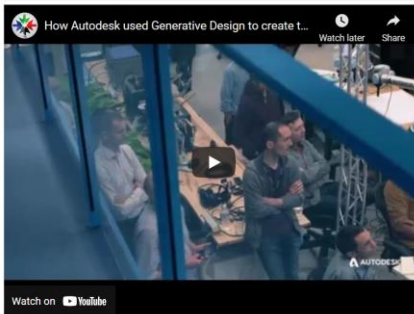 How Autodesk used Generative Design to create t...
Watch later
Share
AUTODESK
Watch on YouTube